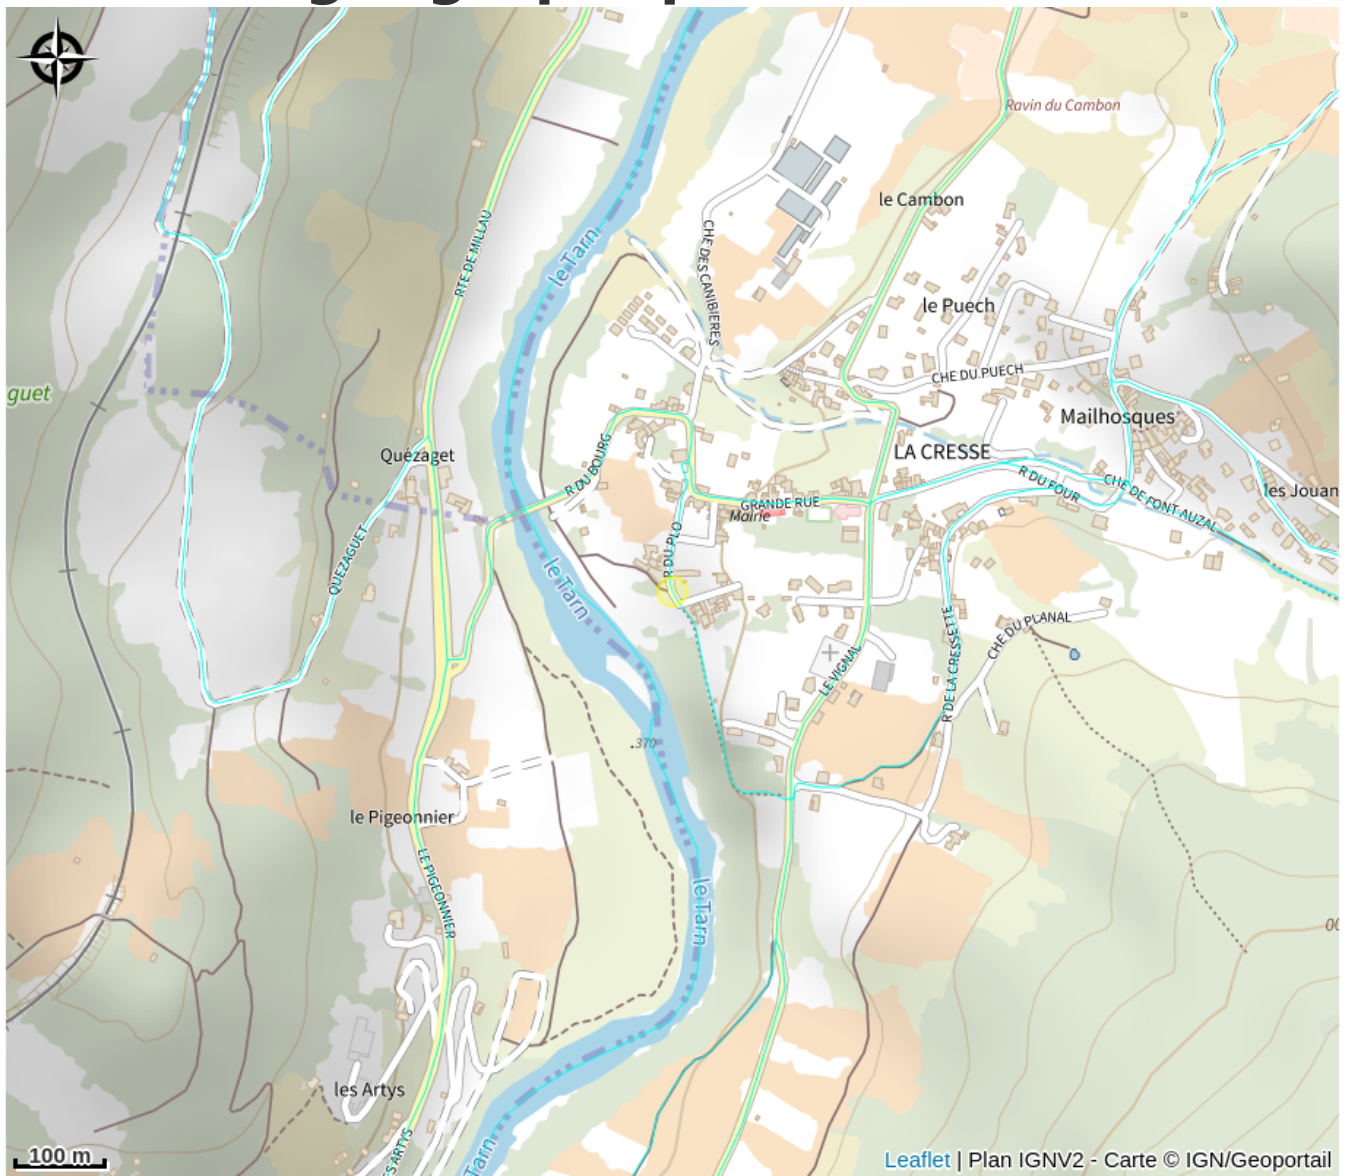 Ravin du Cambon
le Cambon
RTE DE MILLAU
le Tarn
CHE DES CANIBIERES
le Puech
CHE DU PUECH
guet
Mailhosques
Quézaget
R DU BOURG
LA CRESSE
R DU FOUR
CHE DE FONT AUZAL
les Jouan
GRANDE RUE
Mairie
QUEZAGUET
R DU PLO
le Tarn
R DE LA CRESSETTE
CHE DU PLANAL
LE VIGNAL
.370
le Pigeonnier
LE PIGEONNIER
le Tarn
les Artys
S ARTYS
Tarn
100 m
Leaflet | Plan IGNV2 - Carte © IGN/Geoportail